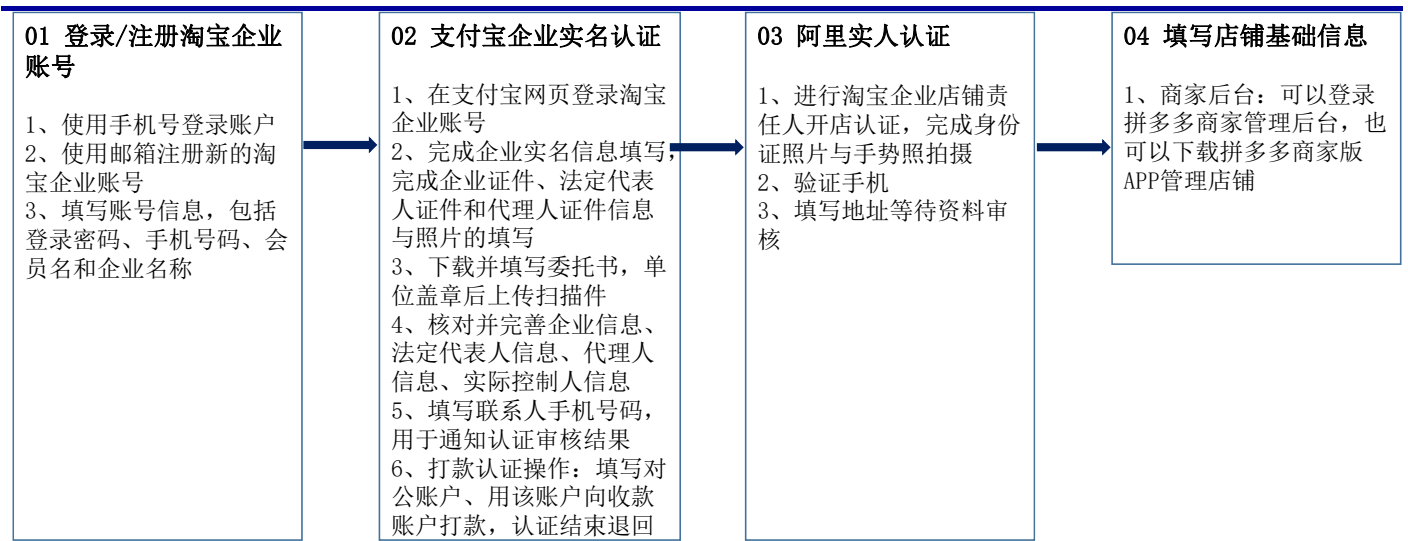 01 登录/注册淘宝企业
账号
1、使用手机号登录账户
2、使用邮箱注册新的淘
宝企业账号
3、填写账号信息，包括
登录密码、手机号码、会
员名和企业名称
02 支付宝企业实名认证
1、在支付宝网页登录淘宝
企业账号
2、完成企业实名信息填写，
完成企业证件、法定代表
人证件和代理人证件信息
与照片的填写
3、下载并填写委托书，单
位盖章后上传扫描件
4、核对并完善企业信息、
法定代表人信息、代理人
信息、实际控制人信息
5、填写联系人手机号码，
用于通知认证审核结果
6、打款认证操作：填写对
公账户、用该账户向收款
账户打款，认证结束退回
03 阿里实人认证
1、进行淘宝企业店铺责
任人开店认证，完成身份
证照片与手势照拍摄
2、验证手机
3、填写地址等待资料审
核
04 填写店铺基础信息
1、商家后台：可以登录
拼多多商家管理后台，也
可以下载拼多多商家版
APP管理店铺